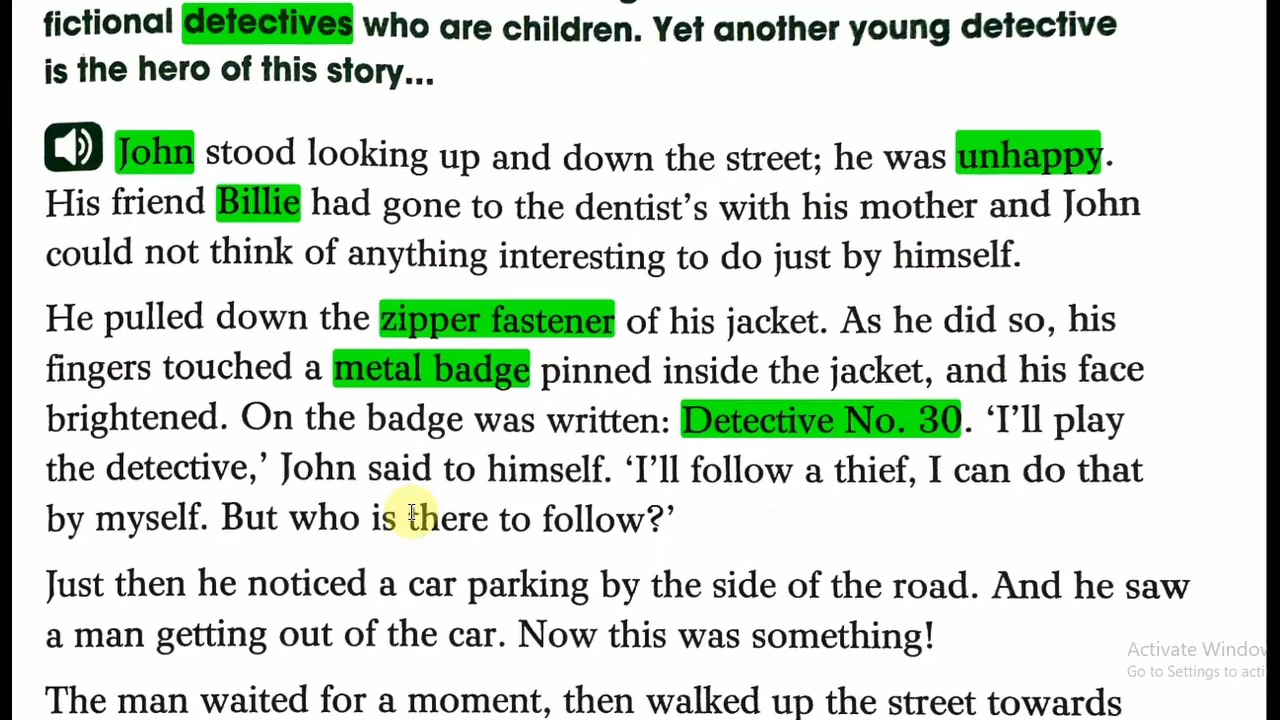 fictional detectives who are children. Yet another young detective
is the hero of this story...
John stood looking up and down the street; he was unhappy.
His friend Billie had gone to the dentist's with his mother and John
could not think of anything interesting to do just by himself.
He pulled down the zipper fastener of his jacket. As he did so, his
fingers touched a metal badge pinned inside the jacket, and his face
brightened. On the badge was written: Detective No. 30. 'I'll play
the detective,' John said to himself. 'I'll follow a thief, I can do that
by myself. But who is there to follow?'
Just then he noticed a car parking by the side of the road. And he saw
a man getting out of the car. Now this was something!
The man waited for a moment, then walked up the street towards
Activate Window
Go to Settings to acti